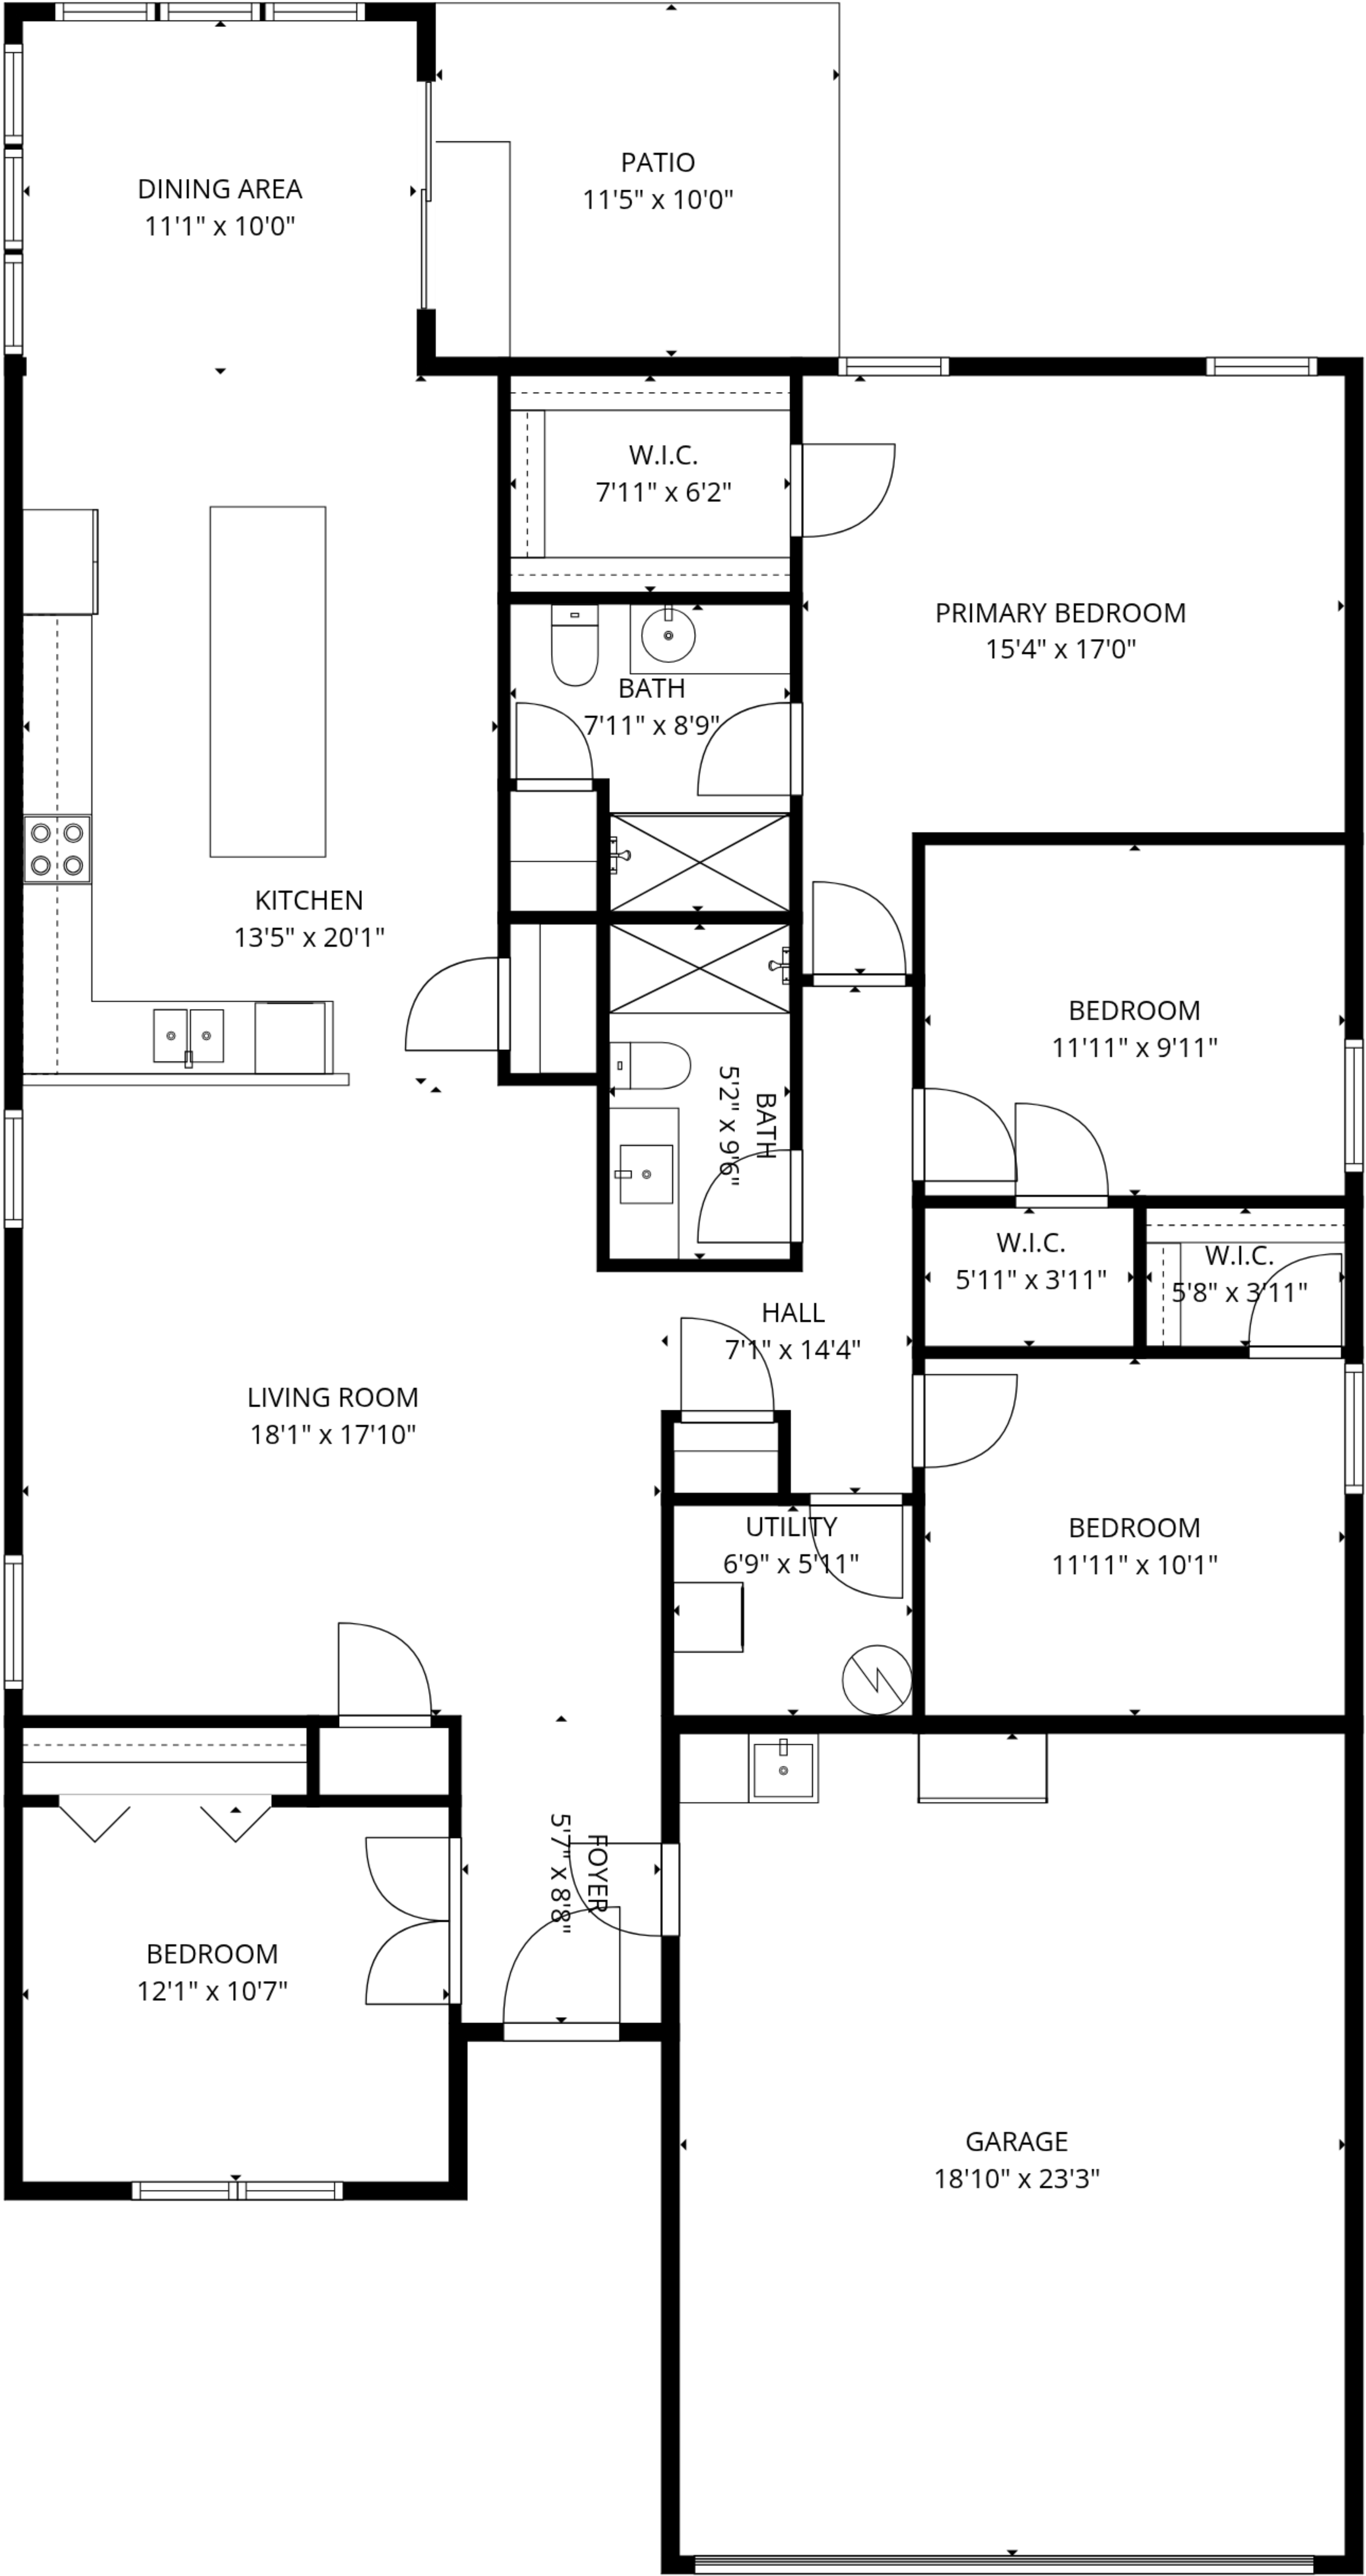 PATIO
11'5" x 10'0"
DINING AREA
11'1" x 10'0"
W.I.C.
7'11" x 6'2"
PRIMARY BEDROOM
15'4" x 17'0"
BATH
7'11" x 8'9"
KITCHEN
13'5" x 20'1"
BEDROOM
11'11" x 9'11"
BATH
5'2" x 9'6"
W.I.C.
5'11" x 3'11"
W.I.C.
5'8" x 3'11"
HALL
7'1" x 14'4"
LIVING ROOM
18'1" x 17'10"
UTILITY
6'9" x 5'11"
BEDROOM
11'11" x 10'1"
FOYER
5'7" x 8'8"
BEDROOM
12'1" x 10'7"
GARAGE
18'10" x 23'3"